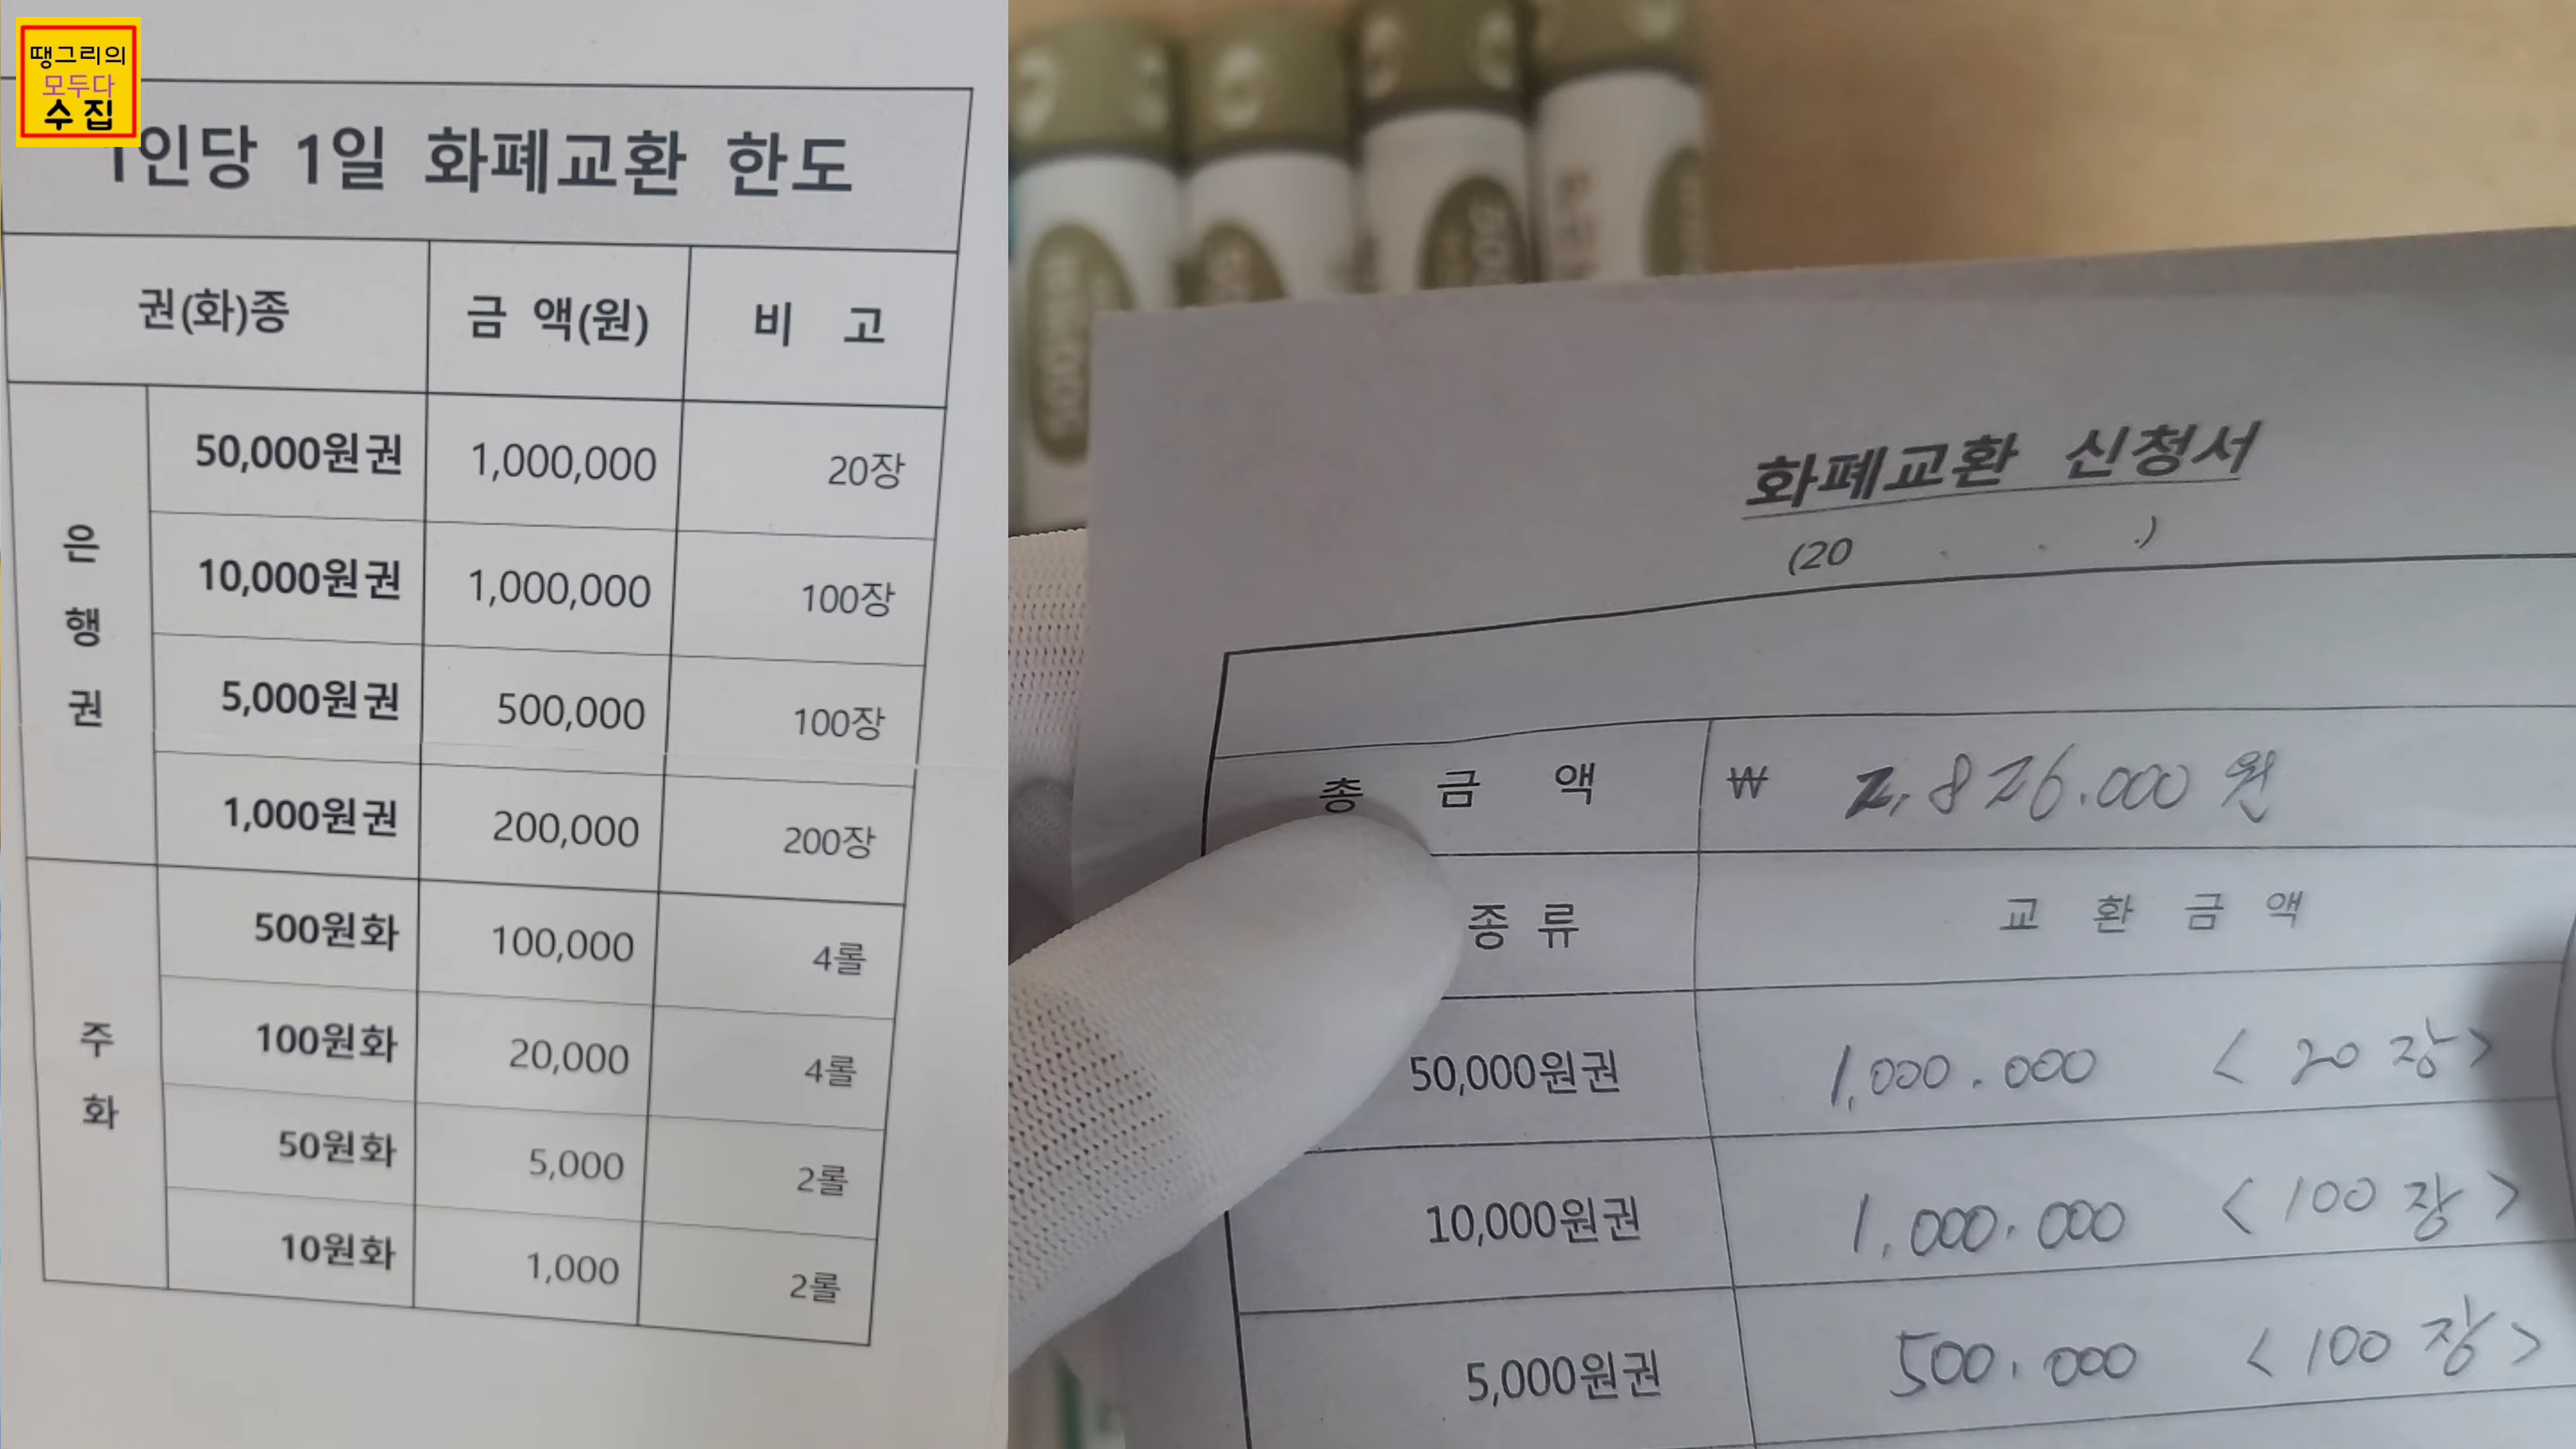 땡그리의
모두다
수집
1인당 1일 화폐교환 한도
권(화)종 금 액(원) 비 고
은행권
50,000원권 1,000,000 20장
10,000원권 1,000,000 100장
5,000원권 500,000 100장
1,000원권 200,000 200장
주화
500원화 100,000 4롤
100원화 20,000 4롤
50원화 5,000 2롤
10원화 1,000 2롤
화폐교환 신청서
(20 . . .)
총 금 액 ₩ 2,826.000 원
종 류 교 환 금 액
50,000원권 1,000.000 < 20 장 >
10,000원권 1,000.000 < 100 장 >
5,000원권 500.000 < 100 장 >